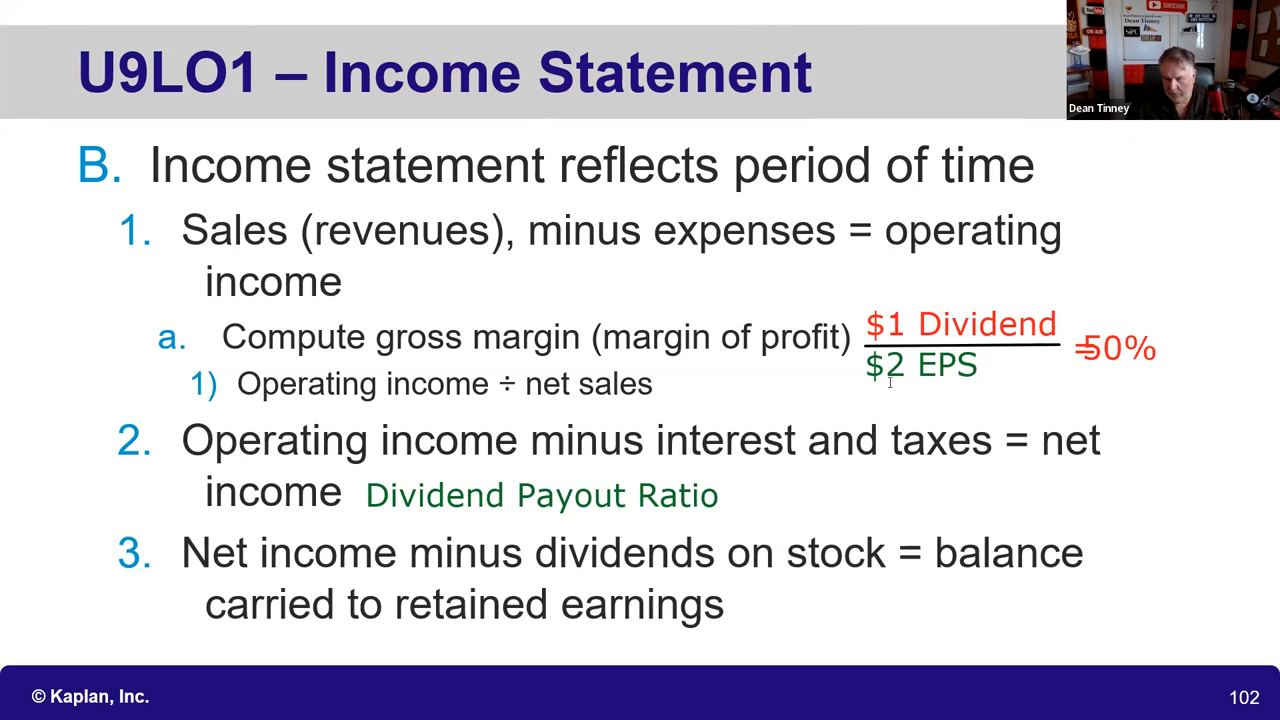 U9LO1 – Income Statement
Dean Tinney
B. Income statement reflects period of time
1. Sales (revenues), minus expenses = operating
income
a. Compute gross margin (margin of profit)
$1 Dividend
$2 EPS
=50%
1) Operating income ÷ net sales
2. Operating income minus interest and taxes = net
income
Dividend Payout Ratio
3. Net income minus dividends on stock = balance
carried to retained earnings
© Kaplan, Inc.
102